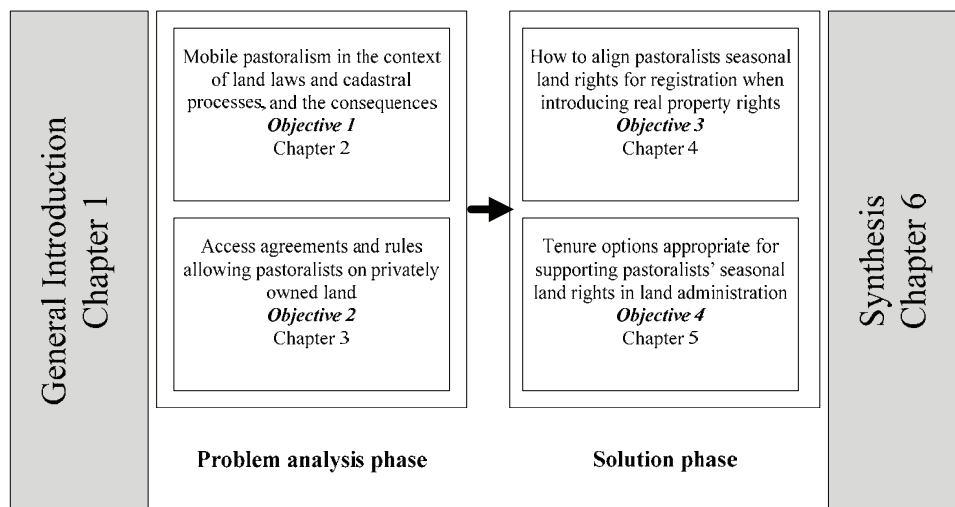 General Introduction
Chapter 1
Mobile pastoralism in the context
of land laws and cadastral
processes, and the consequences
Objective 1
Chapter 2
Access agreements and rules
allowing pastoralists on privately
owned land
Objective 2
Chapter 3
Problem analysis phase
How to align pastoralists seasonal
land rights for registration when
introducing real property rights
Objective 3
Chapter 4
Tenure options appropriate for
supporting pastoralists’ seasonal
land rights in land administration
Objective 4
Chapter 5
Solution phase
Synthesis
Chapter 6